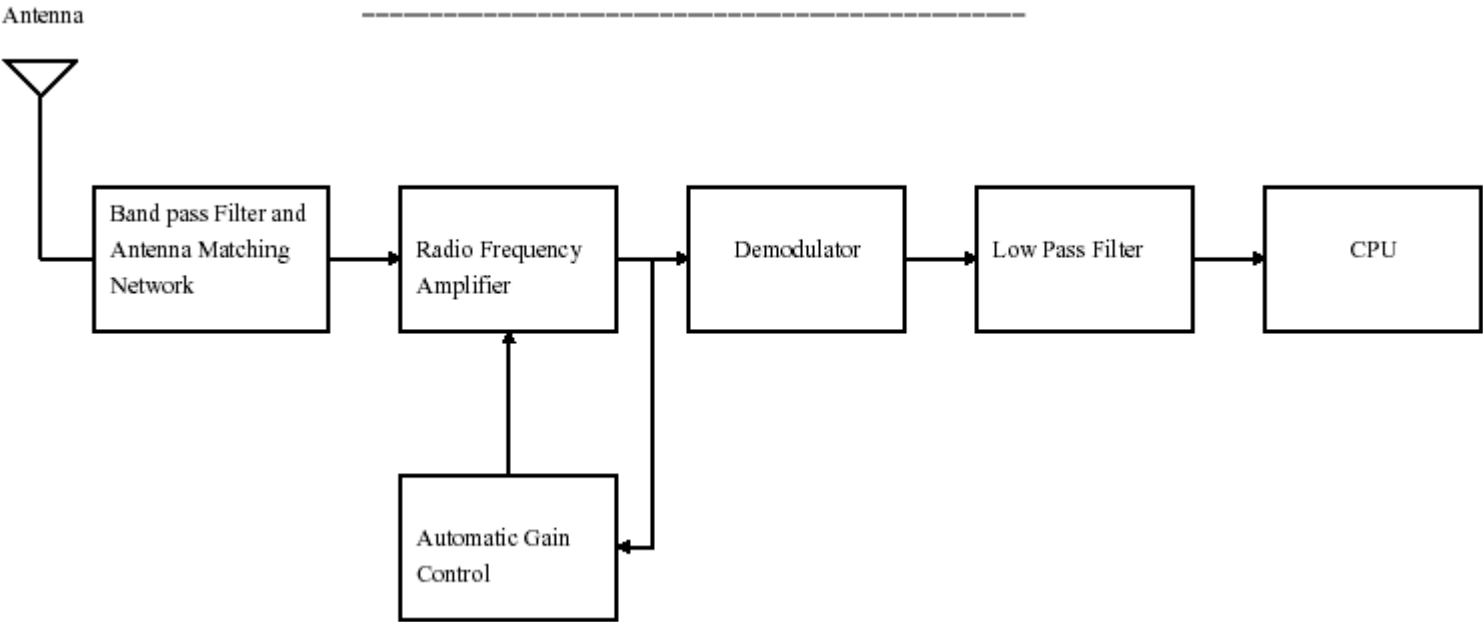 Antenna
Band pass Filter and
Antenna Matching
Network
Radio Frequency
Amplifier
Demodulator
Low Pass Filter
CPU
Automatic Gain
Control